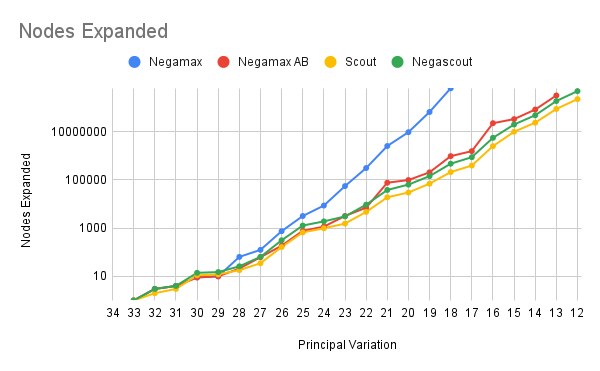 Nodes Expanded
Negamax Negamax AB Scout Negascout
10000000
100000
1000
10
Nodes Expanded
34 33 32 31 30 29 28 27 26 25 24 23 22 21 20 19 18 17 16 15 14 13 12
Principal Variation